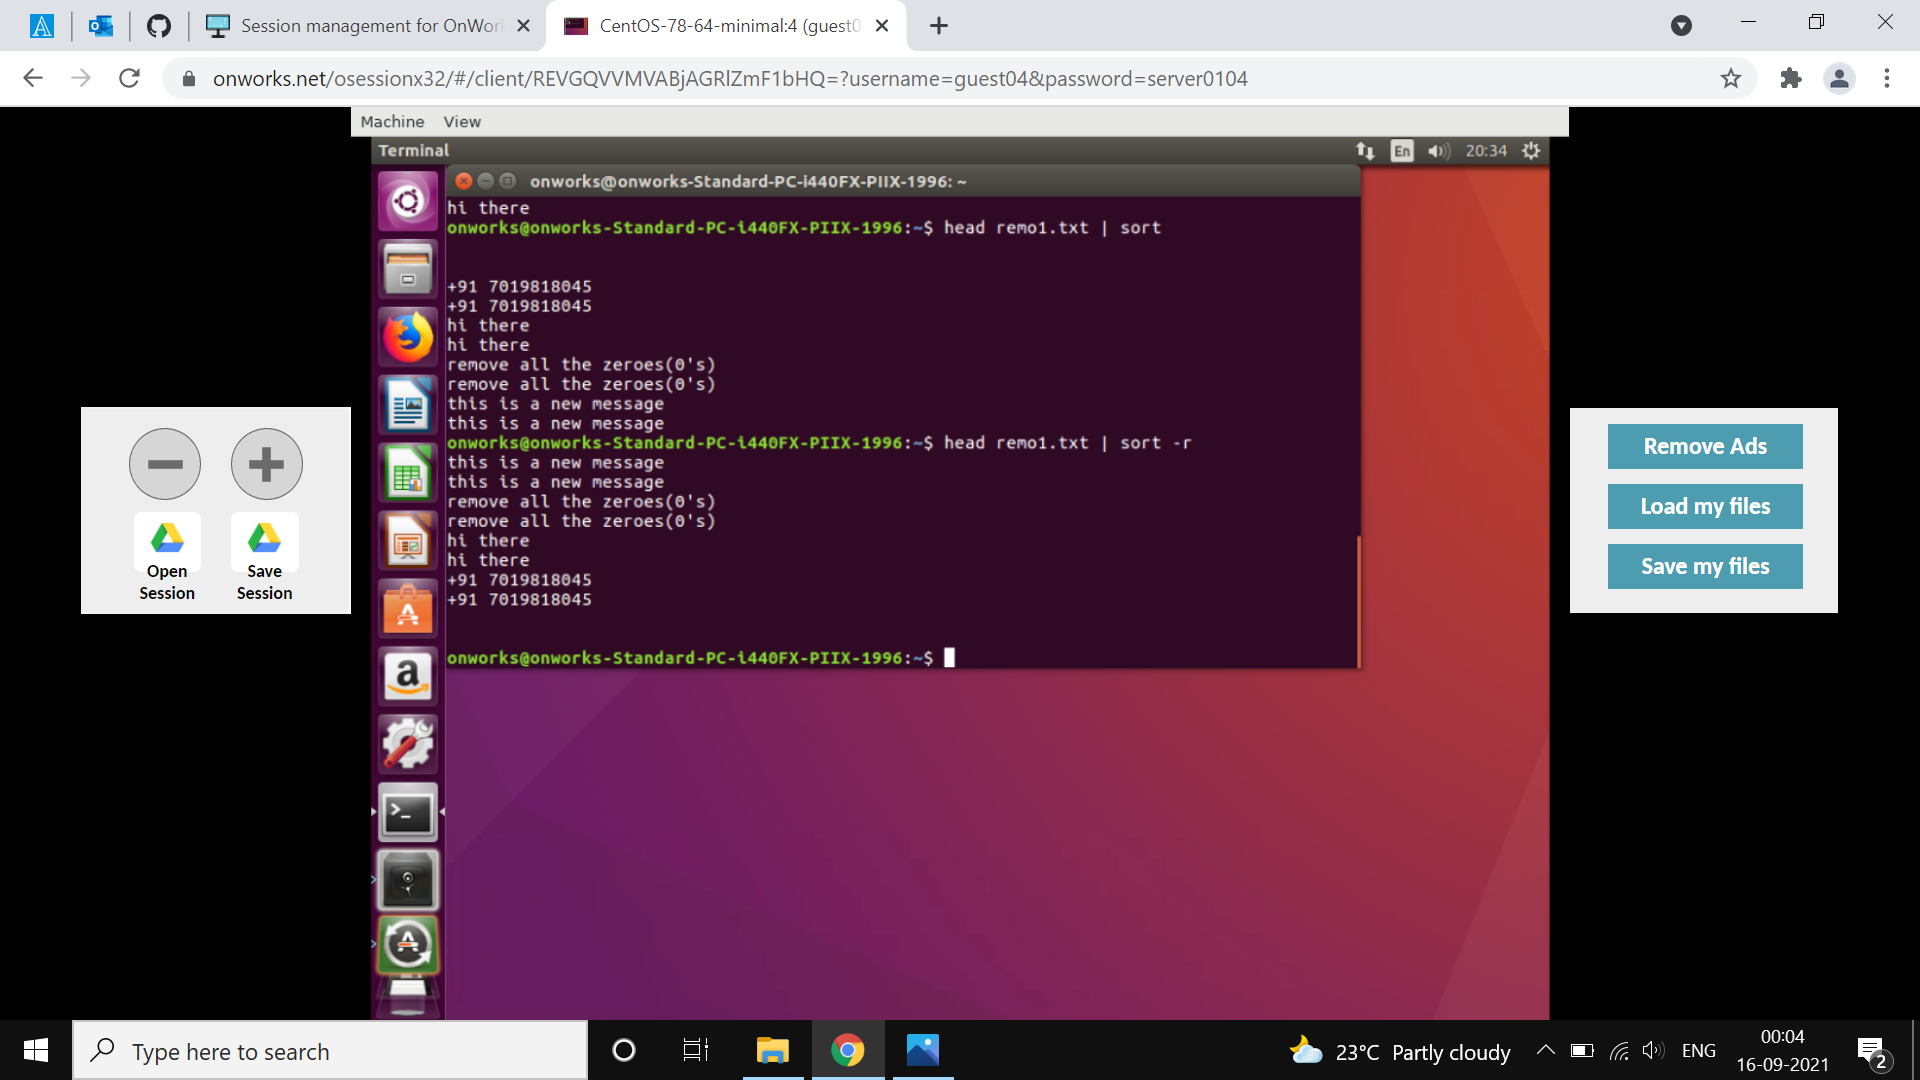 Session management for OnWor
CentOS-78-64-minimal:4 (guest0
onworks.net/osessionx32/#/client/REVGQVVMVABjAGRlZmF1bHQ=?username=guest04&password=server0104
Machine View
Terminal
En
20:34
onworks@onworks-Standard-PC-i440FX-PIIX-1996: ~
hi there
onworks@onworks-Standard-PC-i440FX-PIIX-1996:~$ head remo1.txt | sort
+91 7019818045
+91 7019818045
hi there
hi there
remove all the zeroes(0's)
remove all the zeroes(0's)
this is a new message
this is a new message
onworks@onworks-Standard-PC-i440FX-PIIX-1996:~$ head remo1.txt | sort -r
this is a new message
this is a new message
remove all the zeroes(0's)
remove all the zeroes(0's)
hi there
hi there
+91 7019818045
+91 7019818045
onworks@onworks-Standard-PC-i440FX-PIIX-1996:~$
Open
Session
Save
Session
Remove Ads
Load my files
Save my files
Type here to search
23°C Partly cloudy
ENG
00:04
16-09-2021
2